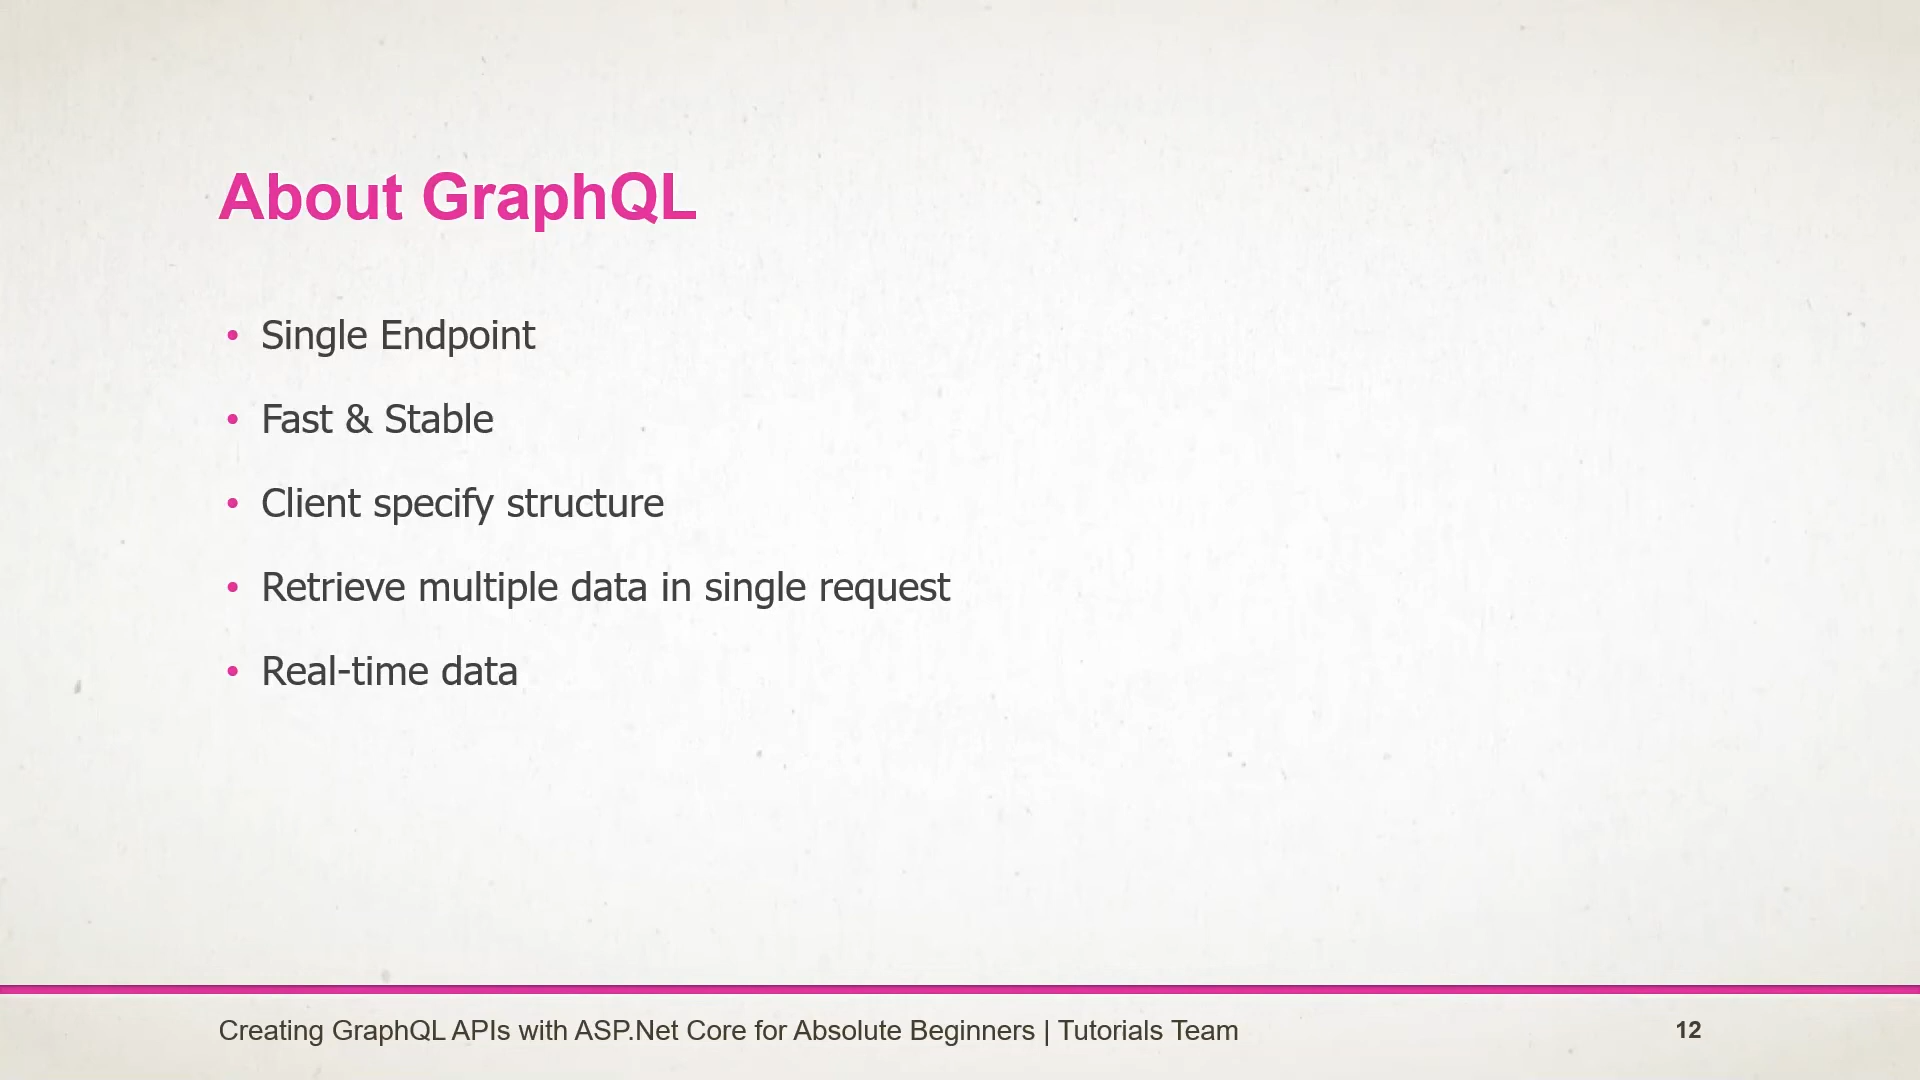 About GraphQL
• Single Endpoint
• Fast & Stable
• Client specify structure
• Retrieve multiple data in single request
• Real-time data
Creating GraphQL APIs with ASP.Net Core for Absolute Beginners | Tutorials Team
12